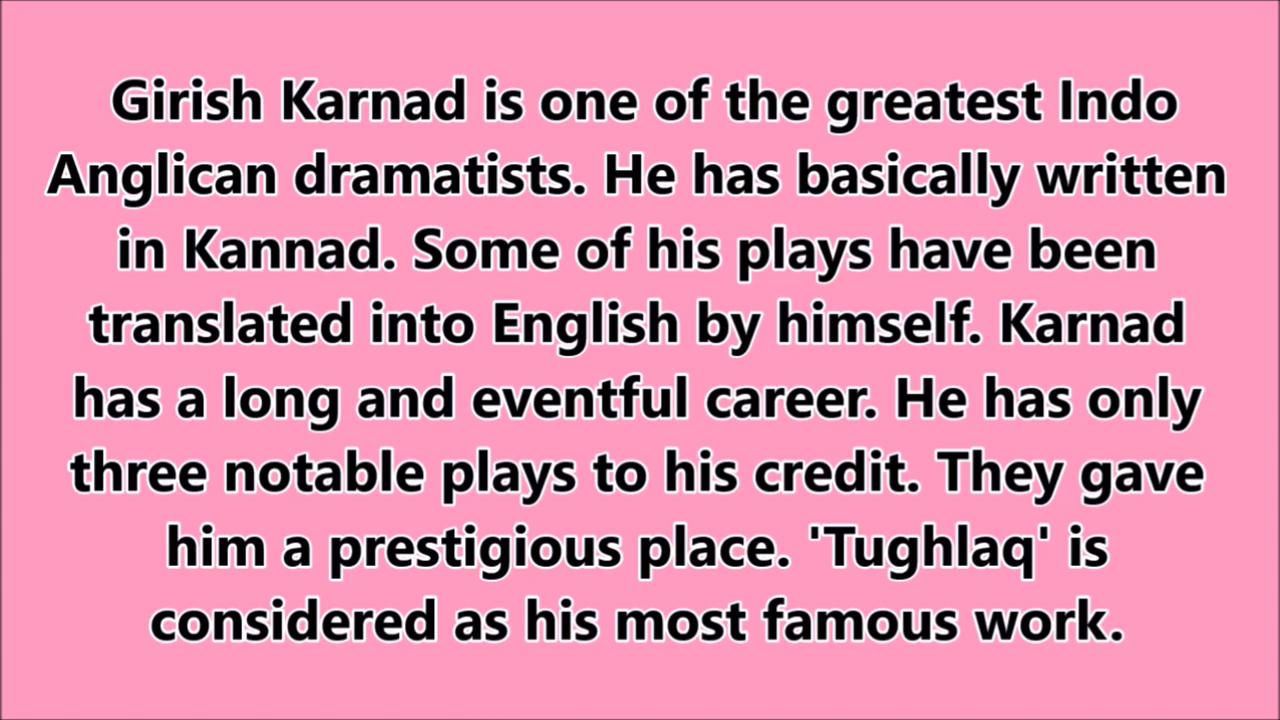 Girish Karnad is one of the greatest Indo
Anglican dramatists. He has basically written
in Kannad. Some of his plays have been
translated into English by himself. Karnad
has a long and eventful career. He has only
three notable plays to his credit. They gave
him a prestigious place. 'Tughlaq' is
considered as his most famous work.